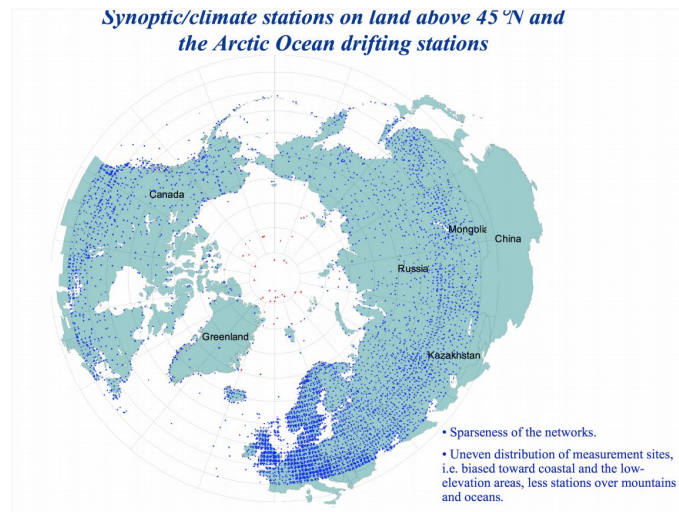 Synoptic/climate stations on land above 45°N and
the Arctic Ocean drifting stations
Canada
Mongolia
China
Russia
Greenland
Kazakhstan
• Sparseness of the networks.
• Uneven distribution of measurement sites,
i.e. biased toward coastal and the low-
elevation areas, less stations over mountains
and oceans.